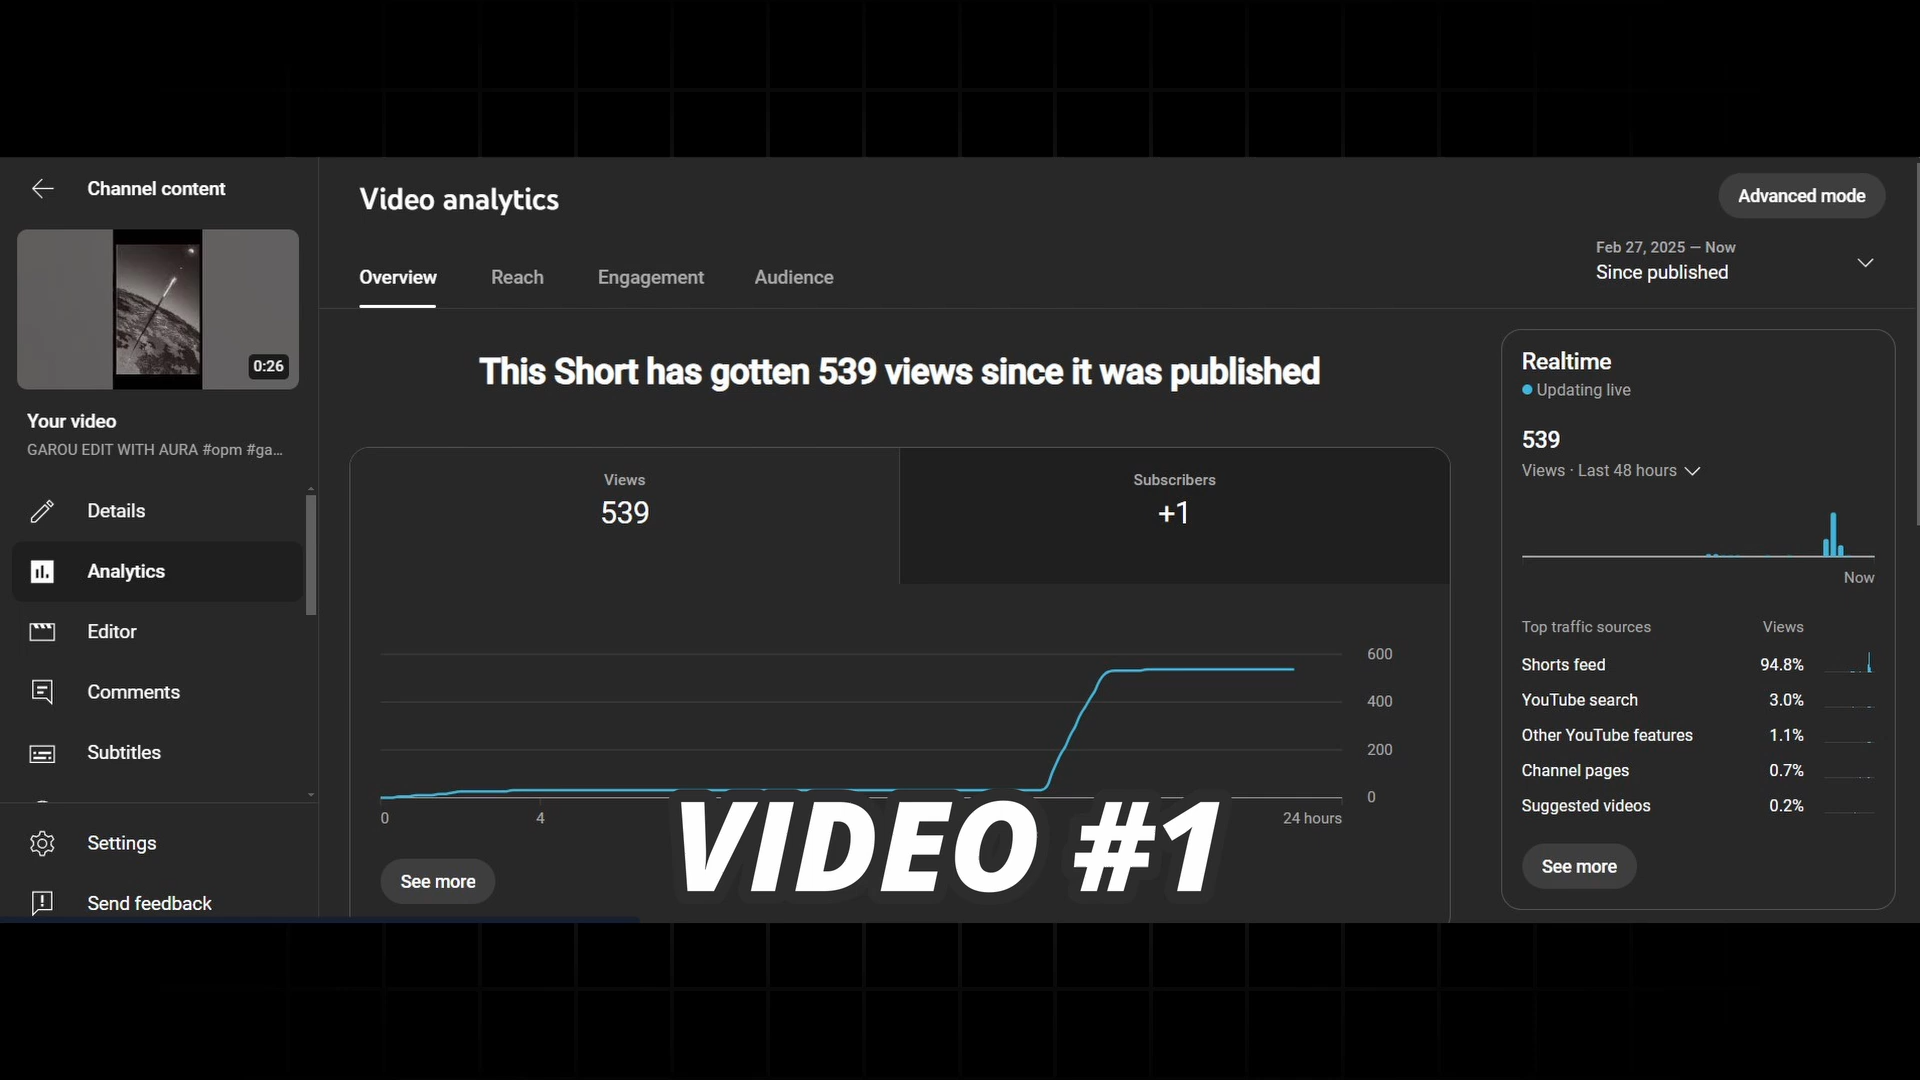 Channel content
0:26
Your video
GAROU EDIT WITH AURA #opm #ga...
Details
Analytics
Editor
Comments
Subtitles
Settings
Send feedback
Video analytics
Advanced mode
Overview
Reach
Engagement
Audience
Feb 27, 2025 – Now
Since published
This Short has gotten 539 views since it was published
Views
539
Subscribers
+1
600
400
200
0
0
4
24 hours
See more
VIDEO #1
Realtime
Updating live
539
Views · Last 48 hours
Now
Top traffic sources Views
Shorts feed 94.8%
YouTube search 3.0%
Other YouTube features 1.1%
Channel pages 0.7%
Suggested videos 0.2%
See more